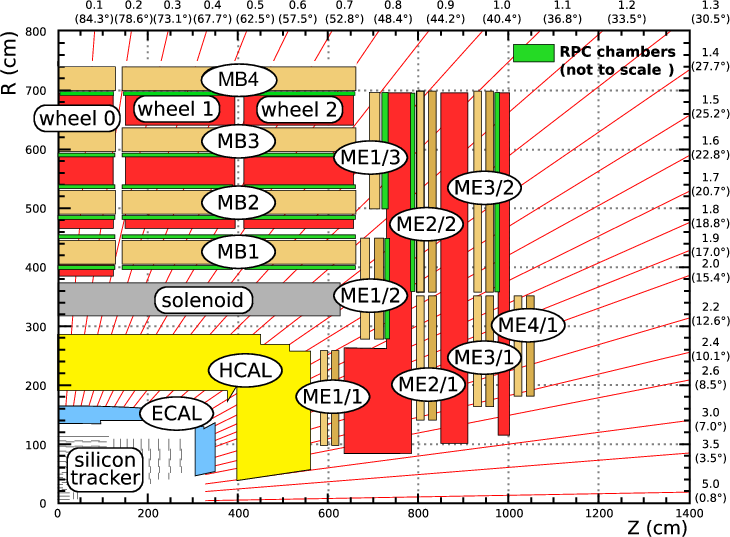 0.1 0.2 0.3 0.4 0.5 0.6 0.7 0.8 0.9 1.0 1.1 1.2 1.3
(84.3°) (78.6°) (73.1°) (67.7°) (62.5°) (57.5°) (52.8°) (48.4°) (44.2°) (40.4°) (36.8°) (33.5°) (30.5°)
R (cm)
800
700
600
500
400
300
200
100
0
RPC chambers
(not to scale )
MB4
wheel 0
wheel 1
wheel 2
MB3
MB2
MB1
solenoid
HCAL
ECAL
silicon
tracker
ME1/3
ME1/2
ME1/1
ME2/2
ME2/1
ME3/2
ME3/1
ME4/1
1.4
(27.7°)
1.5
(25.2°)
1.6
(22.8°)
1.7
(20.7°)
1.8
(18.8°)
1.9
(17.0°)
2.0
(15.4°)
2.2
(12.6°)
2.4
(10.1°)
2.6
(8.5°)
3.0
(7.0°)
3.5
(3.5°)
5.0
(0.8°)
0 200 400 600 800 1000 1200 1400
Z (cm)